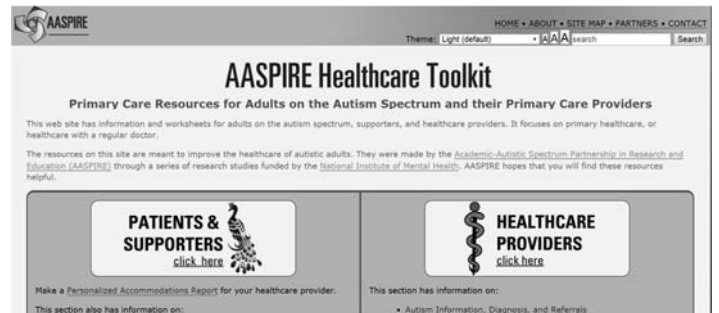 AASPIRE
HOME • ABOUT • SITE MAP • PARTNERS • CONTACT
Theme: Light (default) A A A search Search
AASPIRE Healthcare Toolkit
Primary Care Resources for Adults on the Autism Spectrum and their Primary Care Providers
This web site has information and worksheets for adults on the autism spectrum, supporters, and healthcare providers. It focuses on primary healthcare, or
healthcare with a regular doctor.
The resources on this site are meant to improve the healthcare of autistic adults. They were made by the Academic-Autistic Spectrum Partnership in Research and
Education (AASPIRE) through a series of research studies funded by the National Institute of Mental Health. AASPIRE hopes that you will find these resources
helpful.
PATIENTS &
SUPPORTERS
click here
Make a Personalized Accommodations Report for your healthcare provider.
This section also has information on:
HEALTHCARE
PROVIDERS
click here
This section has information on:
• Autism Information, Diagnosis, and Referrals